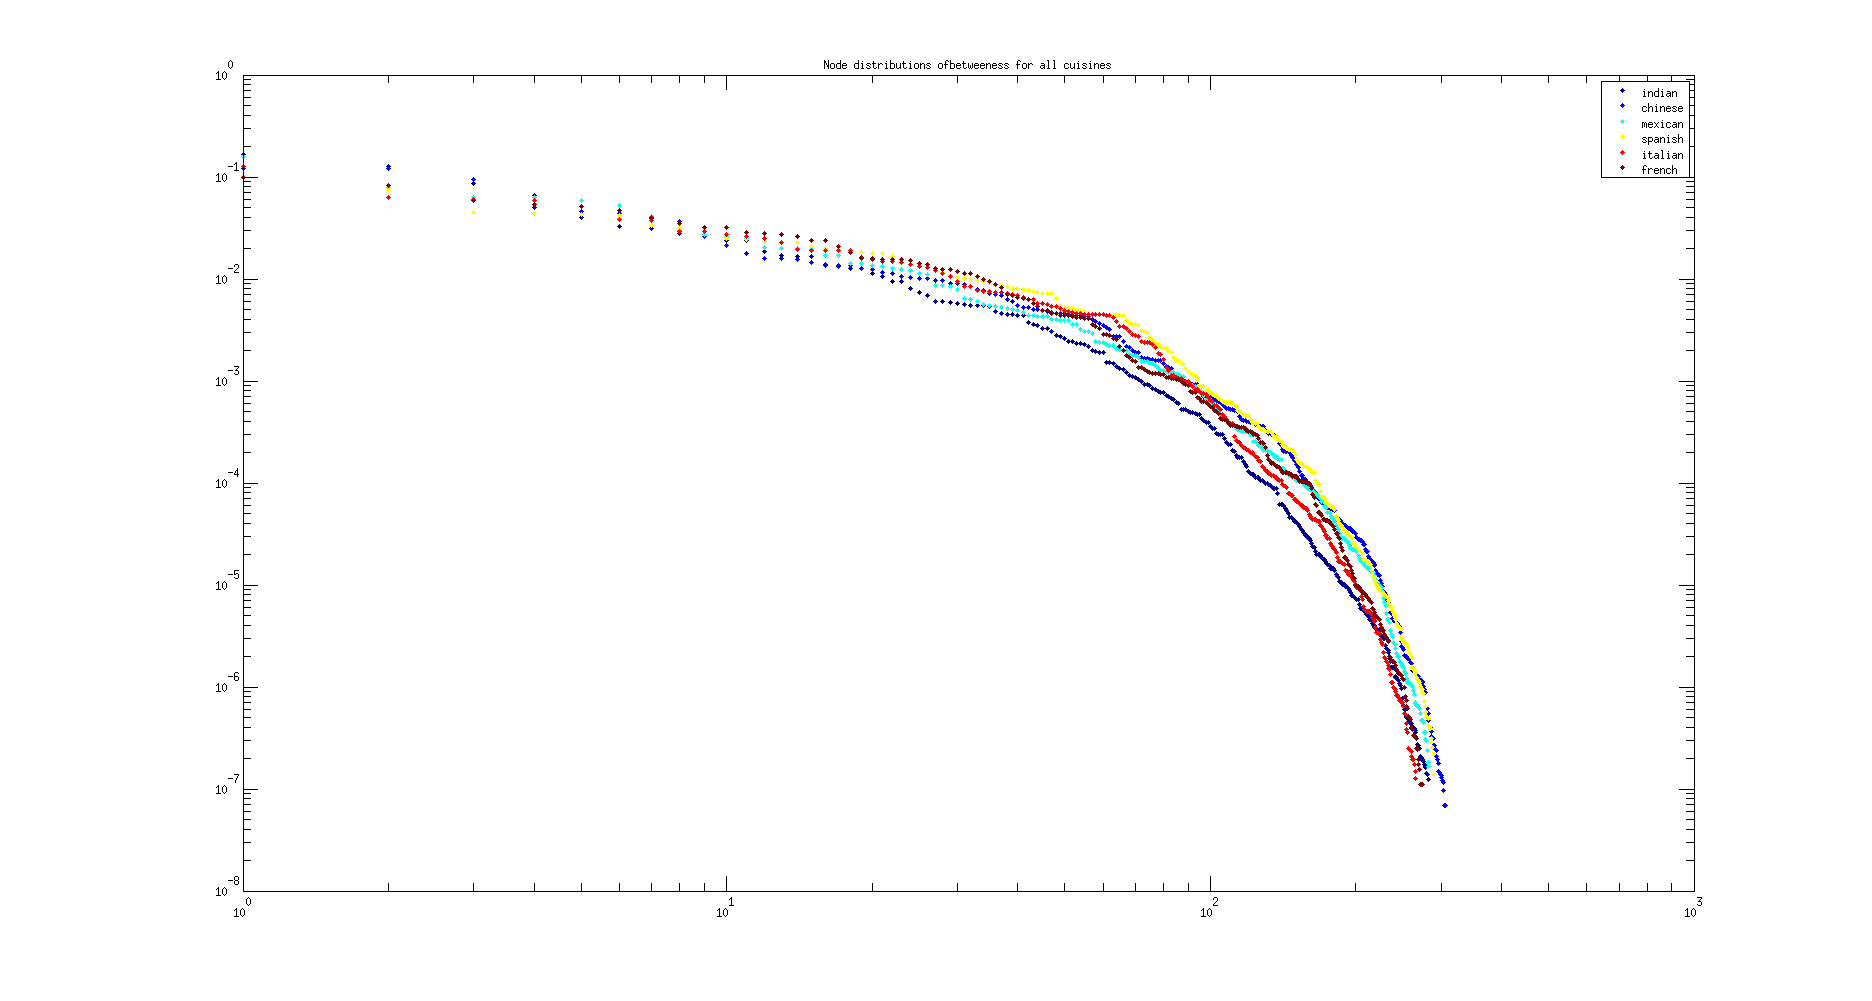 Node distributions ofbetweeness for all cuisines
indian
chinese
mexican
spanish
italian
french
10^0
10^-1
10^-2
10^-3
10^-4
10^-5
10^-6
10^-7
10^-8
10^0 10^1 10^2 10^3